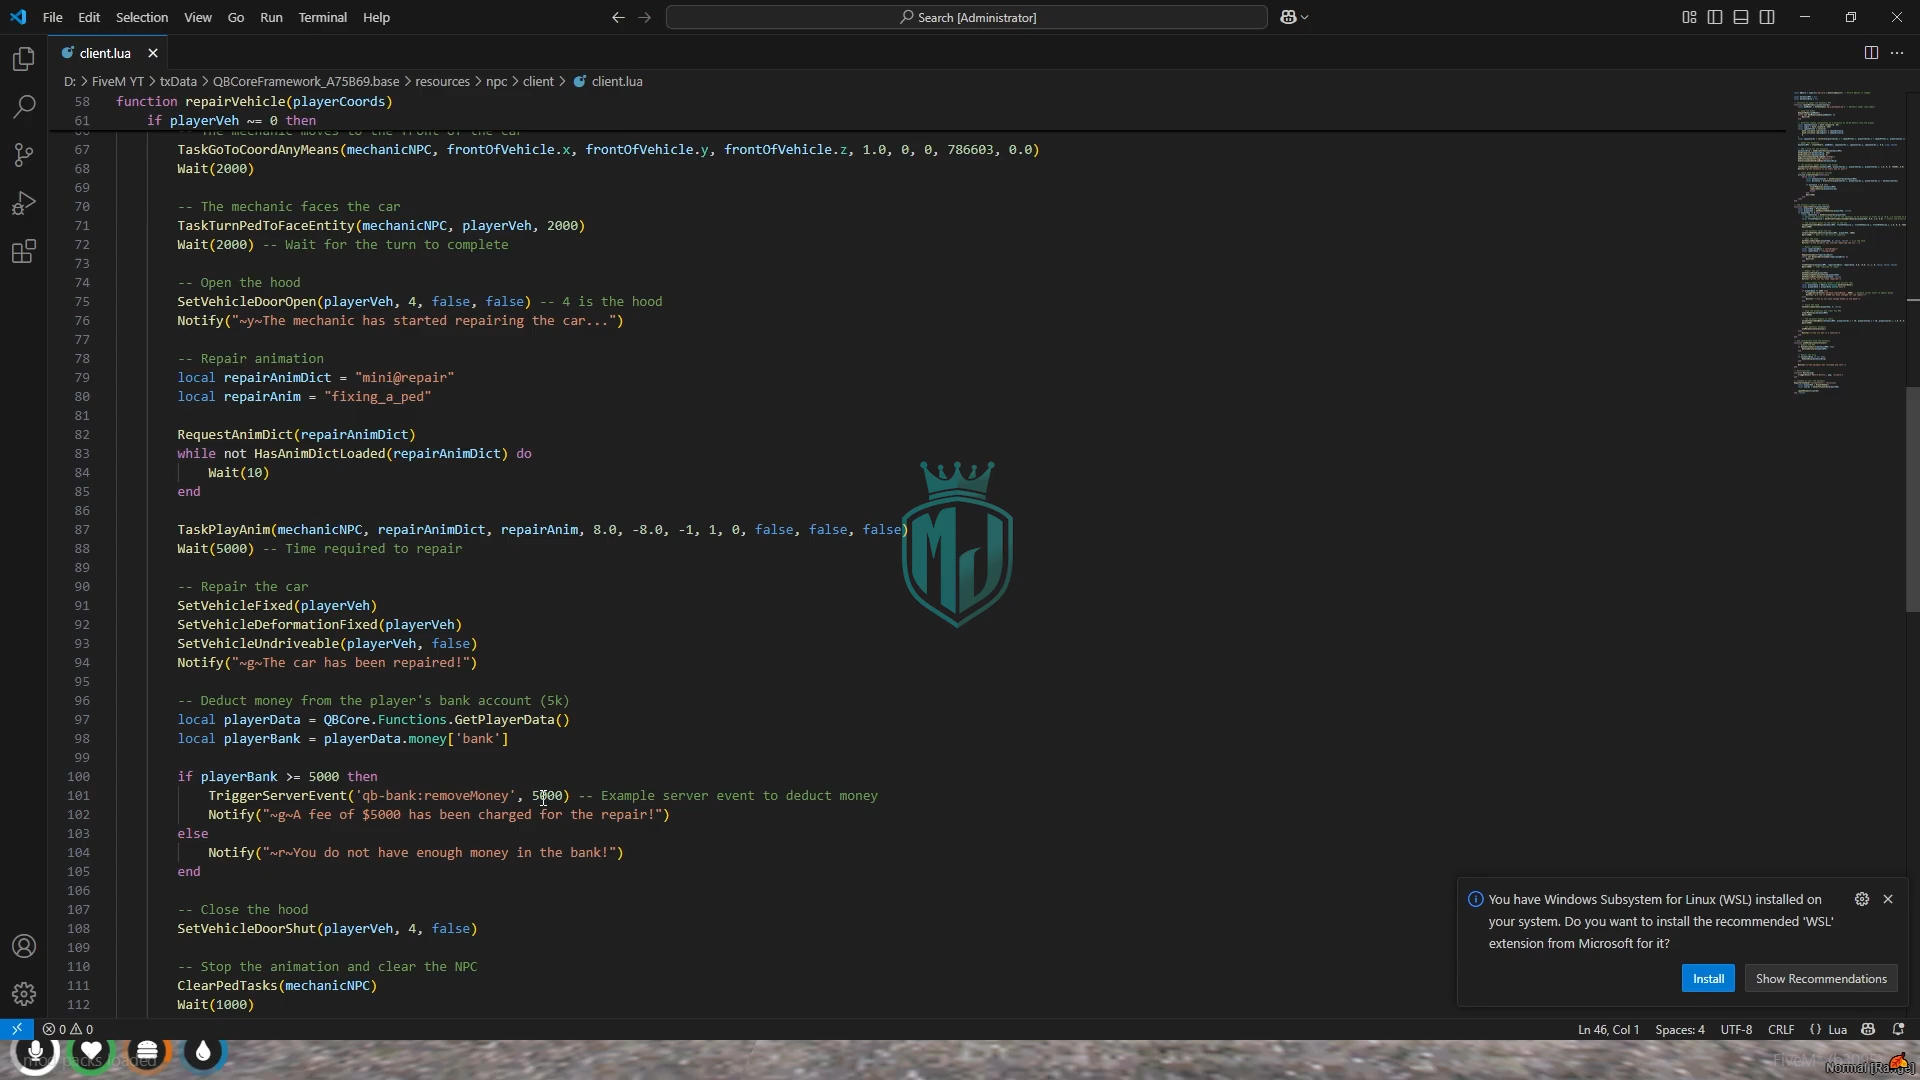 File Edit Selection View Go Run Terminal Help
Search [Administrator]
client.lua
D: > FiveM YT > txData > QBCoreFramework_A75B69.base > resources > npc > client > client.lua
58 function repairVehicle(playerCoords)
61 if playerVeh ~= 0 then
66 -- The mechanic moves to the front of the car
67 TaskGoToCoordAnyMeans(mechanicNPC, frontOfVehicle.x, frontOfVehicle.y, frontOfVehicle.z, 1.0, 0, 0, 786603, 0.0)
68 Wait(2000)
69
70 -- The mechanic faces the car
71 TaskTurnPedToFaceEntity(mechanicNPC, playerVeh, 2000)
72 Wait(2000) -- Wait for the turn to complete
73
74 -- Open the hood
75 SetVehicleDoorOpen(playerVeh, 4, false, false) -- 4 is the hood
76 Notify("~y~The mechanic has started repairing the car...")
77
78 -- Repair animation
79 local repairAnimDict = "mini@repair"
80 local repairAnim = "fixing_a_ped"
81
82 RequestAnimDict(repairAnimDict)
83 while not HasAnimDictLoaded(repairAnimDict) do
84 Wait(10)
85 end
86
87 TaskPlayAnim(mechanicNPC, repairAnimDict, repairAnim, 8.0, -8.0, -1, 1, 0, false, false, false)
88 Wait(5000) -- Time required to repair
89
90 -- Repair the car
91 SetVehicleFixed(playerVeh)
92 SetVehicleDeformationFixed(playerVeh)
93 SetVehicleUndriveable(playerVeh, false)
94 Notify("~g~The car has been repaired!")
95
96 -- Deduct money from the player's bank account (5k)
97 local playerData = QBCore.Functions.GetPlayerData()
98 local playerBank = playerData.money['bank']
99
100 if playerBank >= 5000 then
101 TriggerServerEvent('qb-bank:removeMoney', 5000) -- Example server event to deduct money
102 Notify("~g~A fee of $5000 has been charged for the repair!")
103 else
104 Notify("~r~You do not have enough money in the bank!")
105 end
106
107 -- Close the hood
108 SetVehicleDoorShut(playerVeh, 4, false)
109
110 -- Stop the animation and clear the NPC
111 ClearPedTasks(mechanicNPC)
112 Wait(1000)
MJ
You have Windows Subsystem for Linux (WSL) installed on
your system. Do you want to install the recommended 'WSL'
extension from Microsoft for it?
Install Show Recommendations
0 0
Ln 46, Col 1 Spaces: 4 UTF-8 CRLF {} Lua